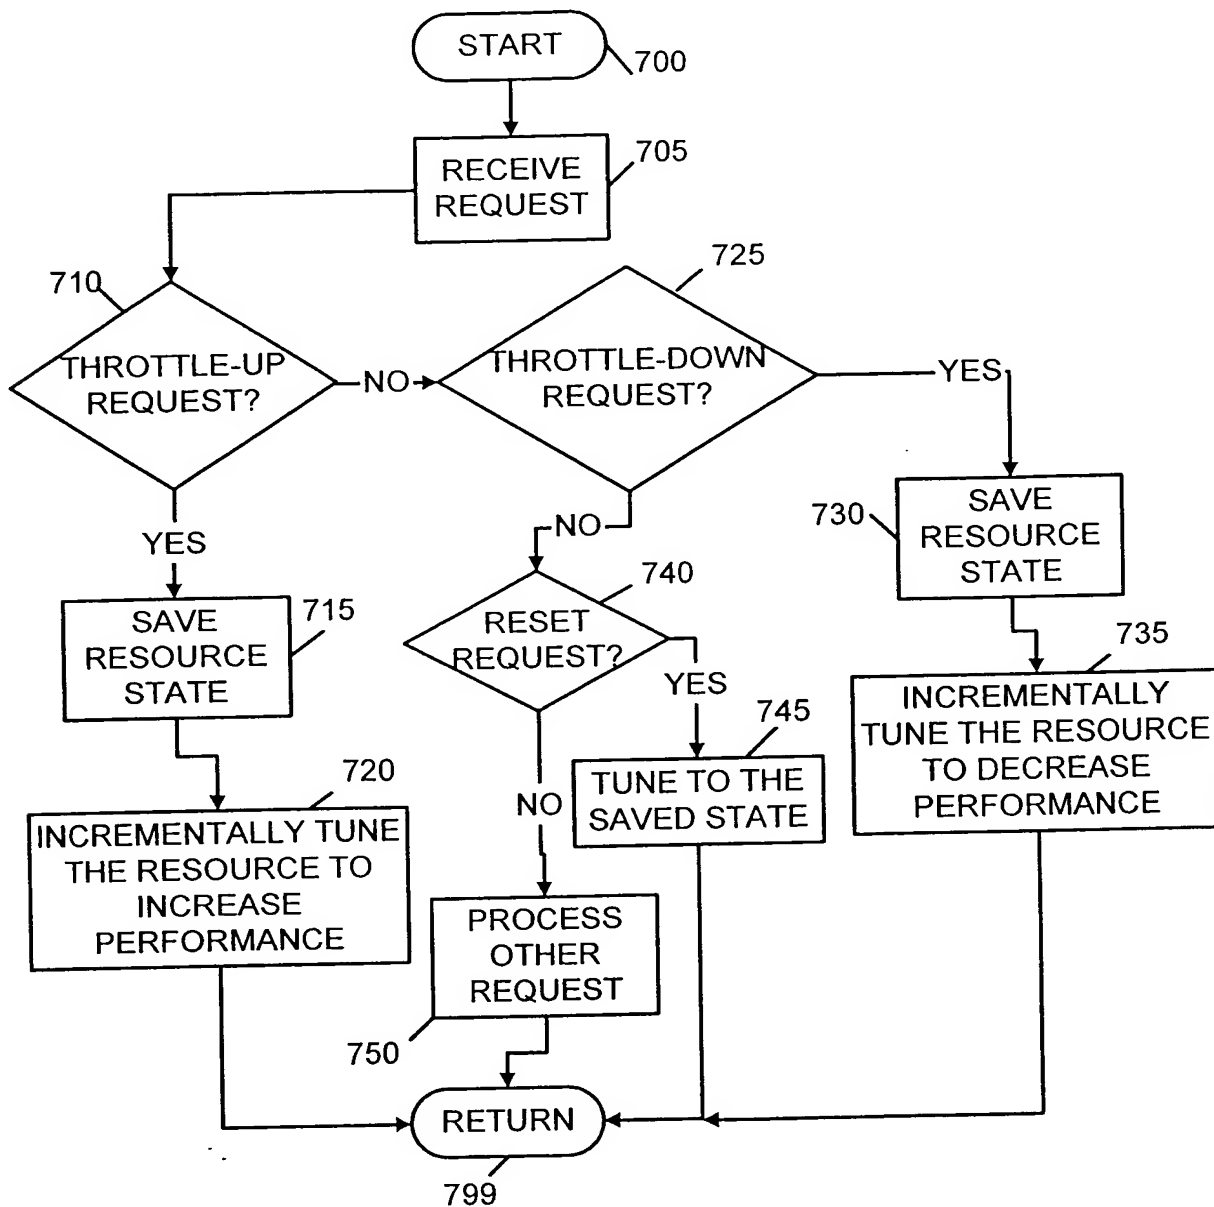 START
700
RECEIVE
REQUEST
705
710
THROTTLE-UP
REQUEST?
NO
725
THROTTLE-DOWN
REQUEST?
YES
YES
NO
730
SAVE
RESOURCE
STATE
715
SAVE
RESOURCE
STATE
740
RESET
REQUEST?
YES
735
INCREMENTALLY
TUNE THE RESOURCE
TO DECREASE
PERFORMANCE
745
TUNE TO THE
SAVED STATE
NO
720
INCREMENTALLY TUNE
THE RESOURCE TO
INCREASE
PERFORMANCE
PROCESS
OTHER
REQUEST
750
RETURN
799